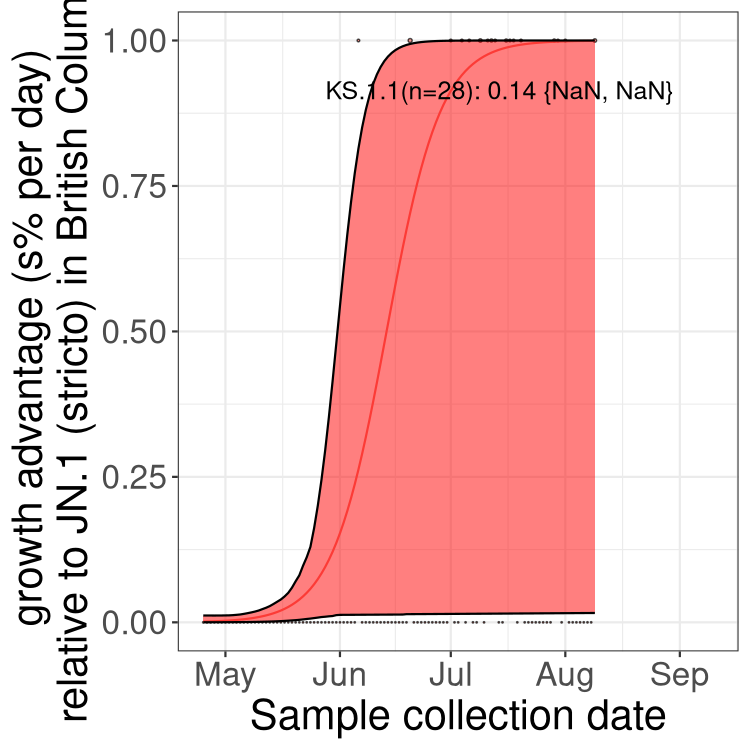 growth advantage (s% per day)
relative to JN.1 (stricto) in British Colum
1.00
0.75
0.50
0.25
0.00
KS.1.1(n=28): 0.14 {NaN, NaN}
May Jun Jul Aug Sep
Sample collection date